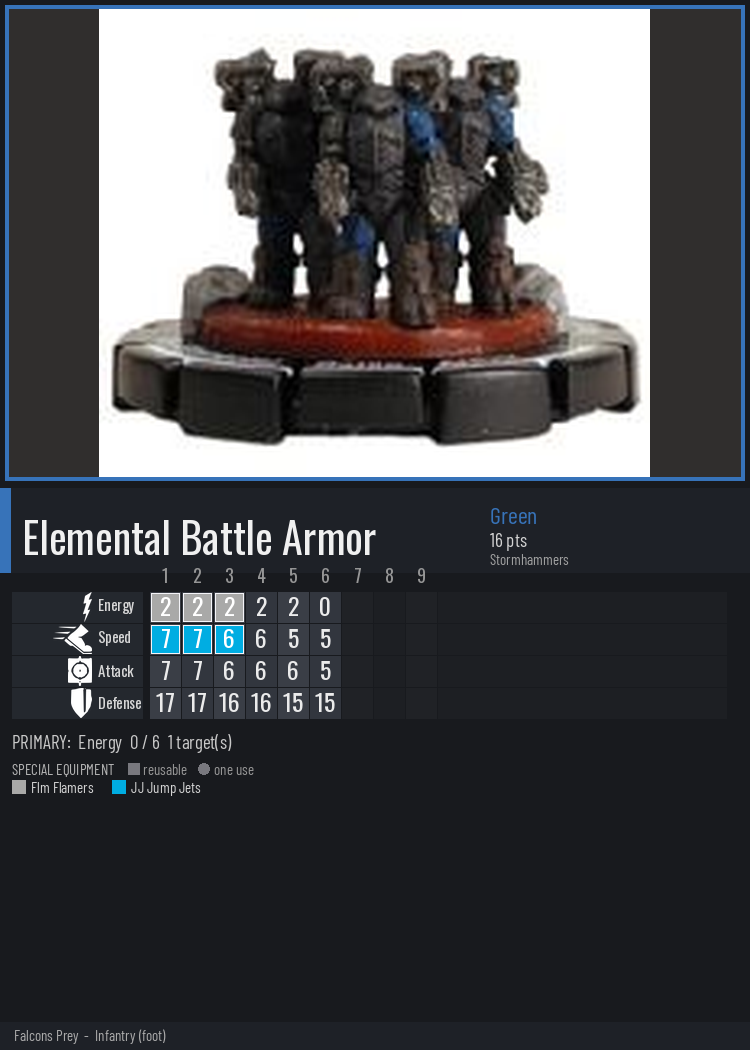 Elemental Battle Armor
Green
16 pts
Stormhammers
1 2 3 4 5 6 7 8 9
Energy 2 2 2 2 2 0
Speed 7 7 6 6 5 5
Attack 7 7 6 6 6 5
Defense 17 17 16 16 15 15
PRIMARY: Energy 0 / 6 1 target(s)
SPECIAL EQUIPMENT reusable one use
Flm Flamers JJ Jump Jets
Falcons Prey - Infantry (foot)